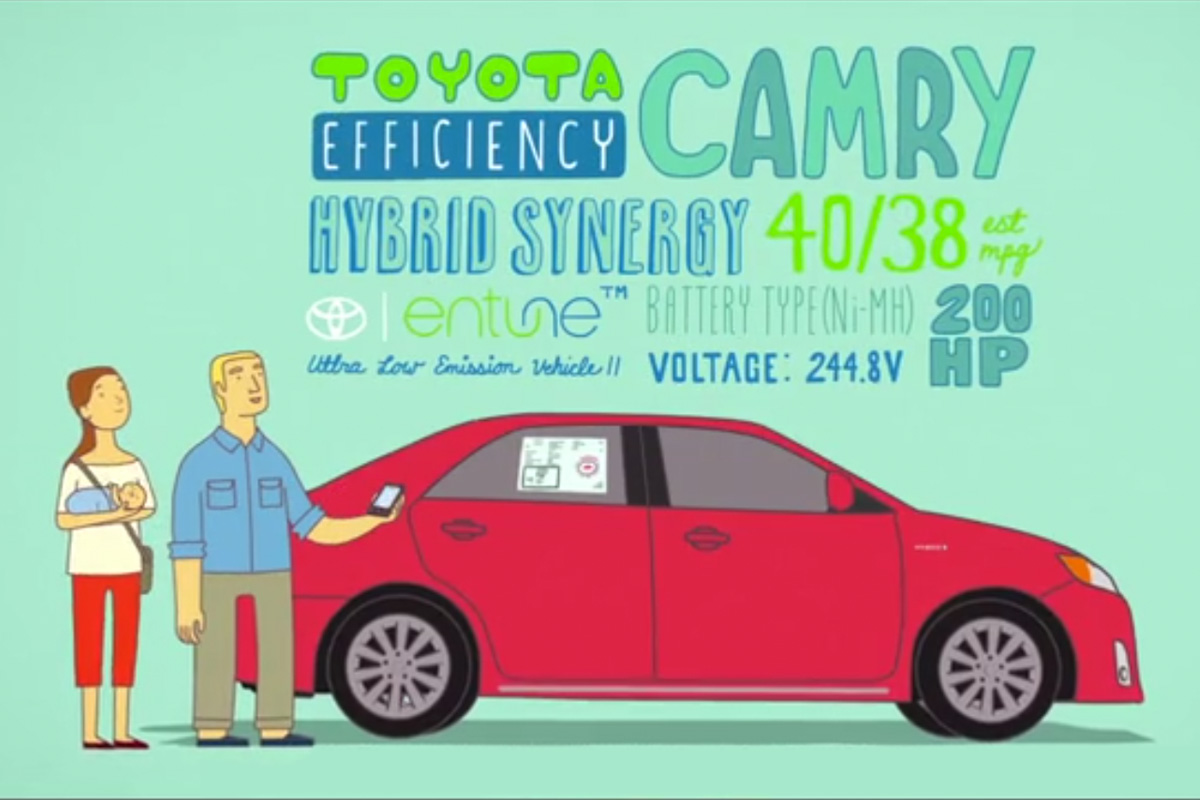 TOYOTA CAMRY
EFFICIENCY
HYBRID SYNERGY 40/38 est mpg
entune™ BATTERY TYPE (Ni-MH) 200 HP
Ultra Low Emission Vehicle II VOLTAGE: 244.8V